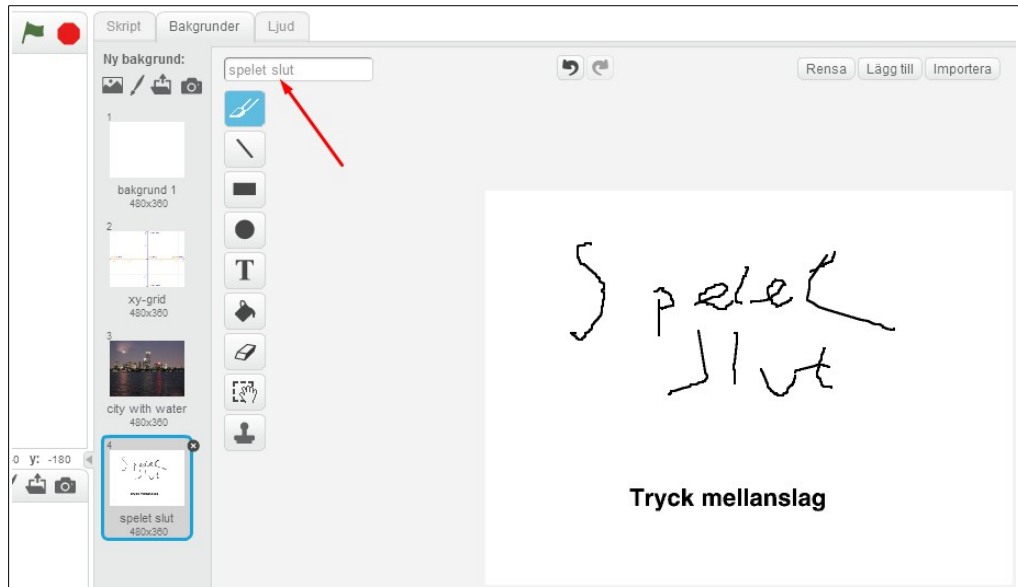 Skript Bakgrunder Ljud
Ny bakgrund:
spelet slut
Rensa Lägg till Importera
1
bakgrund 1
480x360
2
xy-grid
480x360
3
city with water
480x360
4
spelet slut
480x360
y: -180
T
Spelet
slut
Tryck mellanslag